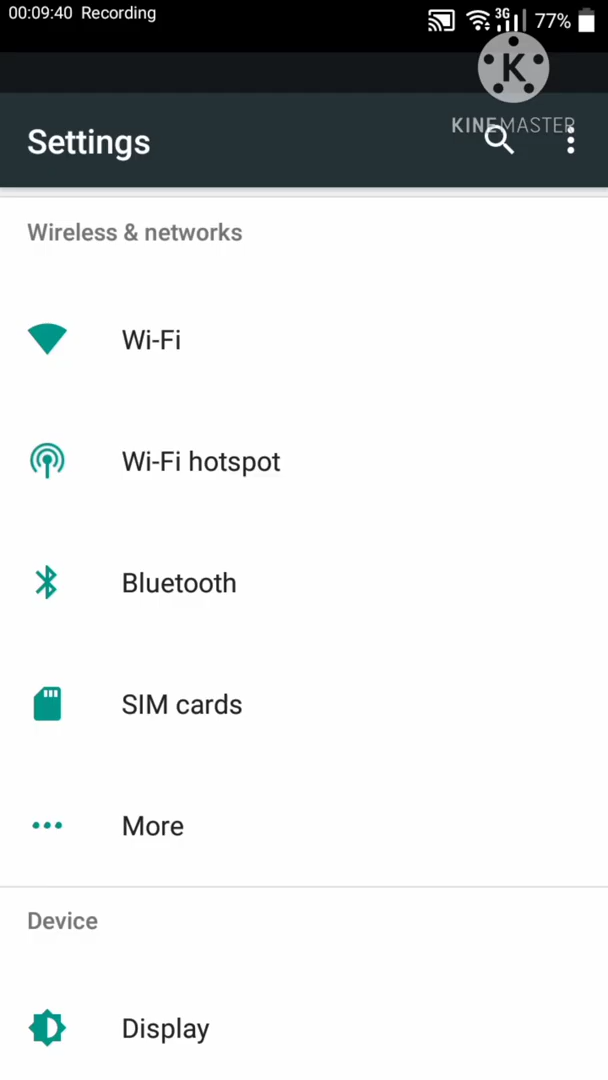 00:09:40 Recording
3G
77%
K
KINEMASTER
Settings
Wireless & networks
Wi-Fi
Wi-Fi hotspot
Bluetooth
SIM cards
More
Device
Display